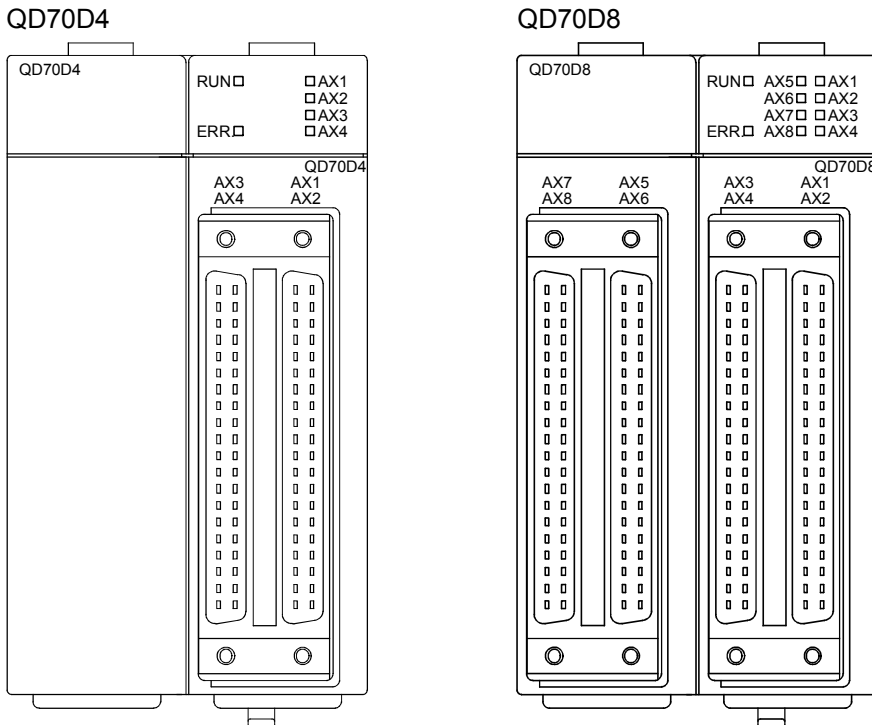 QD70D4
QD70D4
RUN AX1
AX2
AX3
ERR. AX4
QD70D4
AX3 AX1
AX4 AX2
QD70D8
QD70D8
RUN AX5 AX1
AX6 AX2
AX7 AX3
ERR. AX8 AX4
QD70D8
AX7 AX5 AX3 AX1
AX8 AX6 AX4 AX2